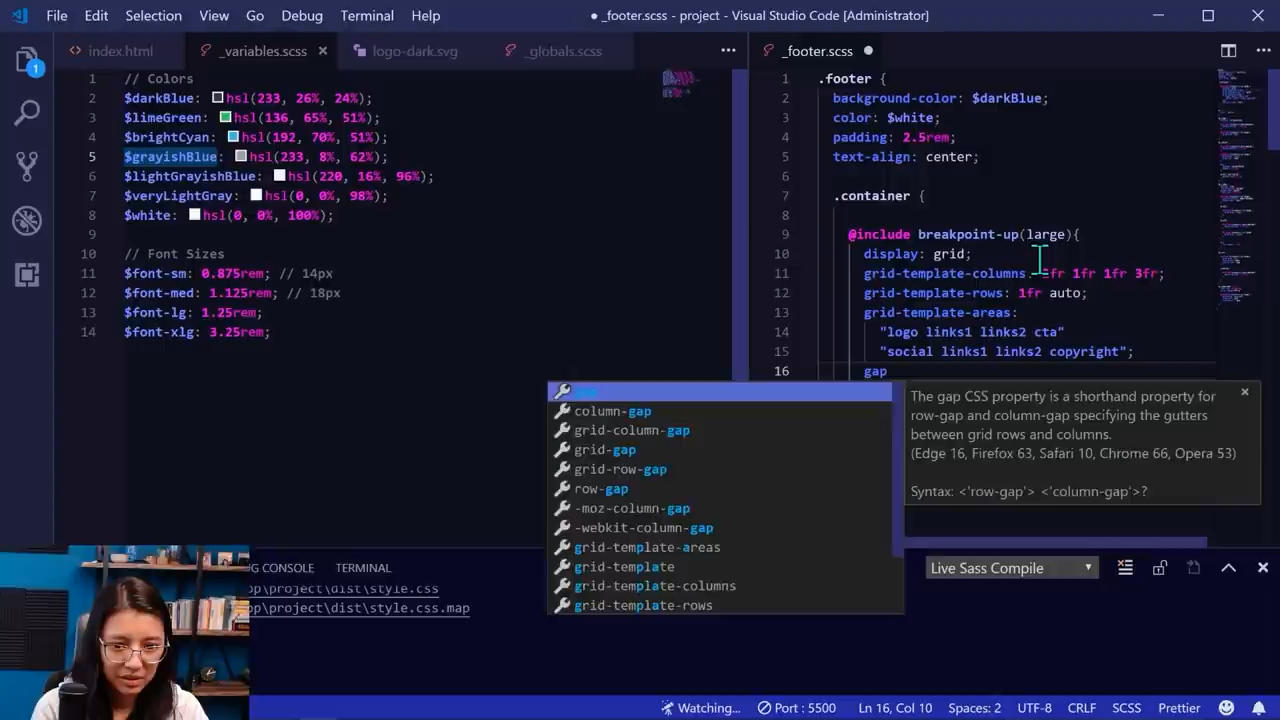 File Edit Selection View Go Debug Terminal Help
● _footer.scss - project - Visual Studio Code [Administrator]
1
index.html
_variables.scss
logo-dark.svg
_globals.scss
1 // Colors
2 $darkBlue: hsl(233, 26%, 24%);
3 $limeGreen: hsl(136, 65%, 51%);
4 $brightCyan: hsl(192, 70%, 51%);
5 $grayishBlue: hsl(233, 8%, 62%);
6 $lightGrayishBlue: hsl(220, 16%, 96%);
7 $veryLightGray: hsl(0, 0%, 98%);
8 $white: hsl(0, 0%, 100%);
9
10 // Font Sizes
11 $font-sm: 0.875rem; // 14px
12 $font-med: 1.125rem; // 18px
13 $font-lg: 1.25rem;
14 $font-xlg: 3.25rem;
_footer.scss
1 .footer {
2 background-color: $darkBlue;
3 color: $white;
4 padding: 2.5rem;
5 text-align: center;
6
7 .container {
8
9 @include breakpoint-up(large){
10 display: grid;
11 grid-template-columns: fr 1fr 1fr 3fr;
12 grid-template-rows: 1fr auto;
13 grid-template-areas:
14 "logo links1 links2 cta"
15 "social links1 links2 copyright";
16 gap
gap
column-gap
grid-column-gap
grid-gap
grid-row-gap
row-gap
-moz-column-gap
-webkit-column-gap
grid-template-areas
grid-template
grid-template-columns
grid-template-rows
The gap CSS property is a shorthand property for
row-gap and column-gap specifying the gutters
between grid rows and columns.
(Edge 16, Firefox 63, Safari 10, Chrome 66, Opera 53)
Syntax: <'row-gap'> <'column-gap'>?
G CONSOLE TERMINAL
Live Sass Compile
op\project\dist\style.css
op\project\dist\style.css.map
Watching... Port : 5500 Ln 16, Col 10 Spaces: 2 UTF-8 CRLF SCSS Prettier